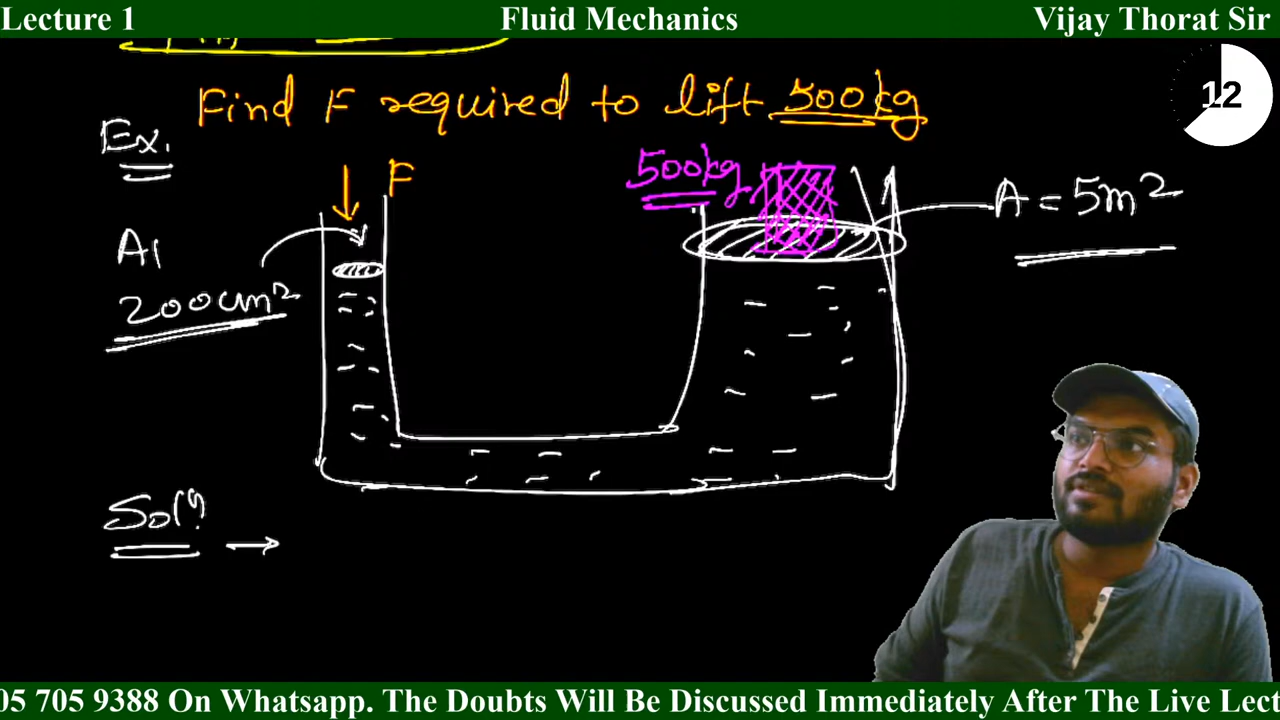 Lecture 1 Fluid Mechanics Vijay Thorat Sir
12
Find F required to lift 500kg
Ex.
F
500kg
A = 5m²
A1
200cm²
Solⁿ →
05 705 9388 On Whatsapp. The Doubts Will Be Discussed Immediately After The Live Lect